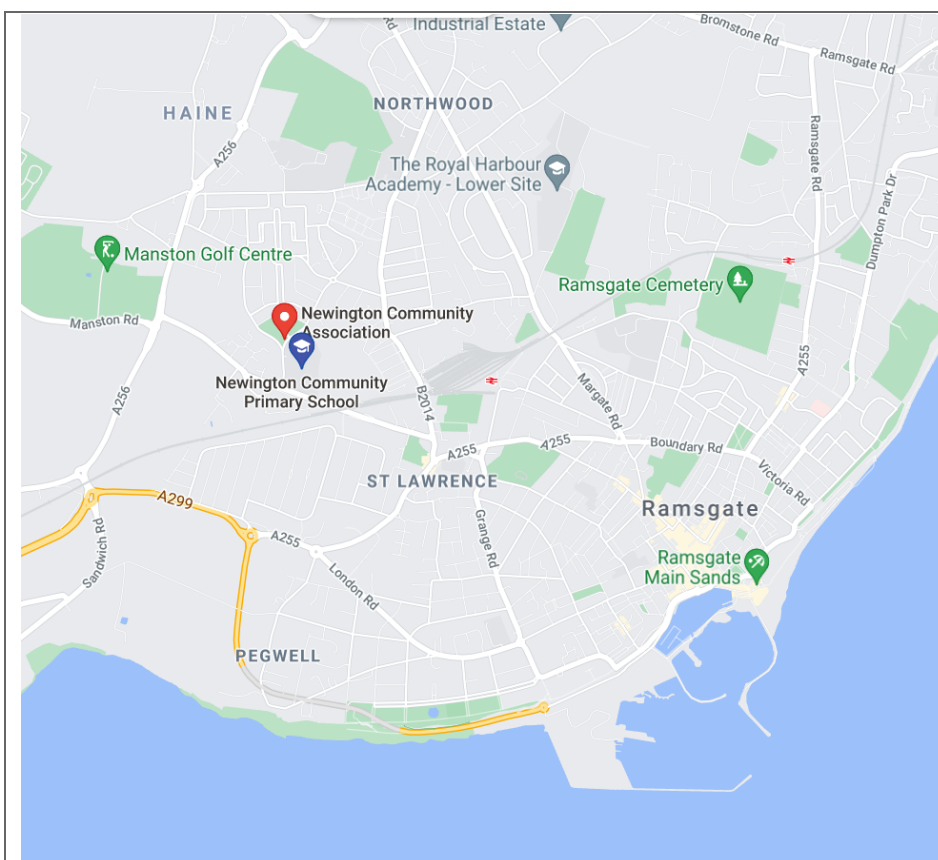 Industrial Estate
Rd
Bromstone Rd
Ramsgate Rd
NORTHWOOD
HAINE
A256
The Royal Harbour
Academy - Lower Site
Ramsgate Rd
Dumpton Park Dr
Manston Golf Centre
Ramsgate Cemetery
Manston Rd
Newington Community
Association
Newington Community
Primary School
A256
B2014
Margate Rd
A255
A255
A255
Boundary Rd
Victoria Rd
ST LAWRENCE
A299
Ramsgate
Grange Rd
Sandwich Rd
A255
London Rd
Ramsgate
Main Sands
PEGWELL